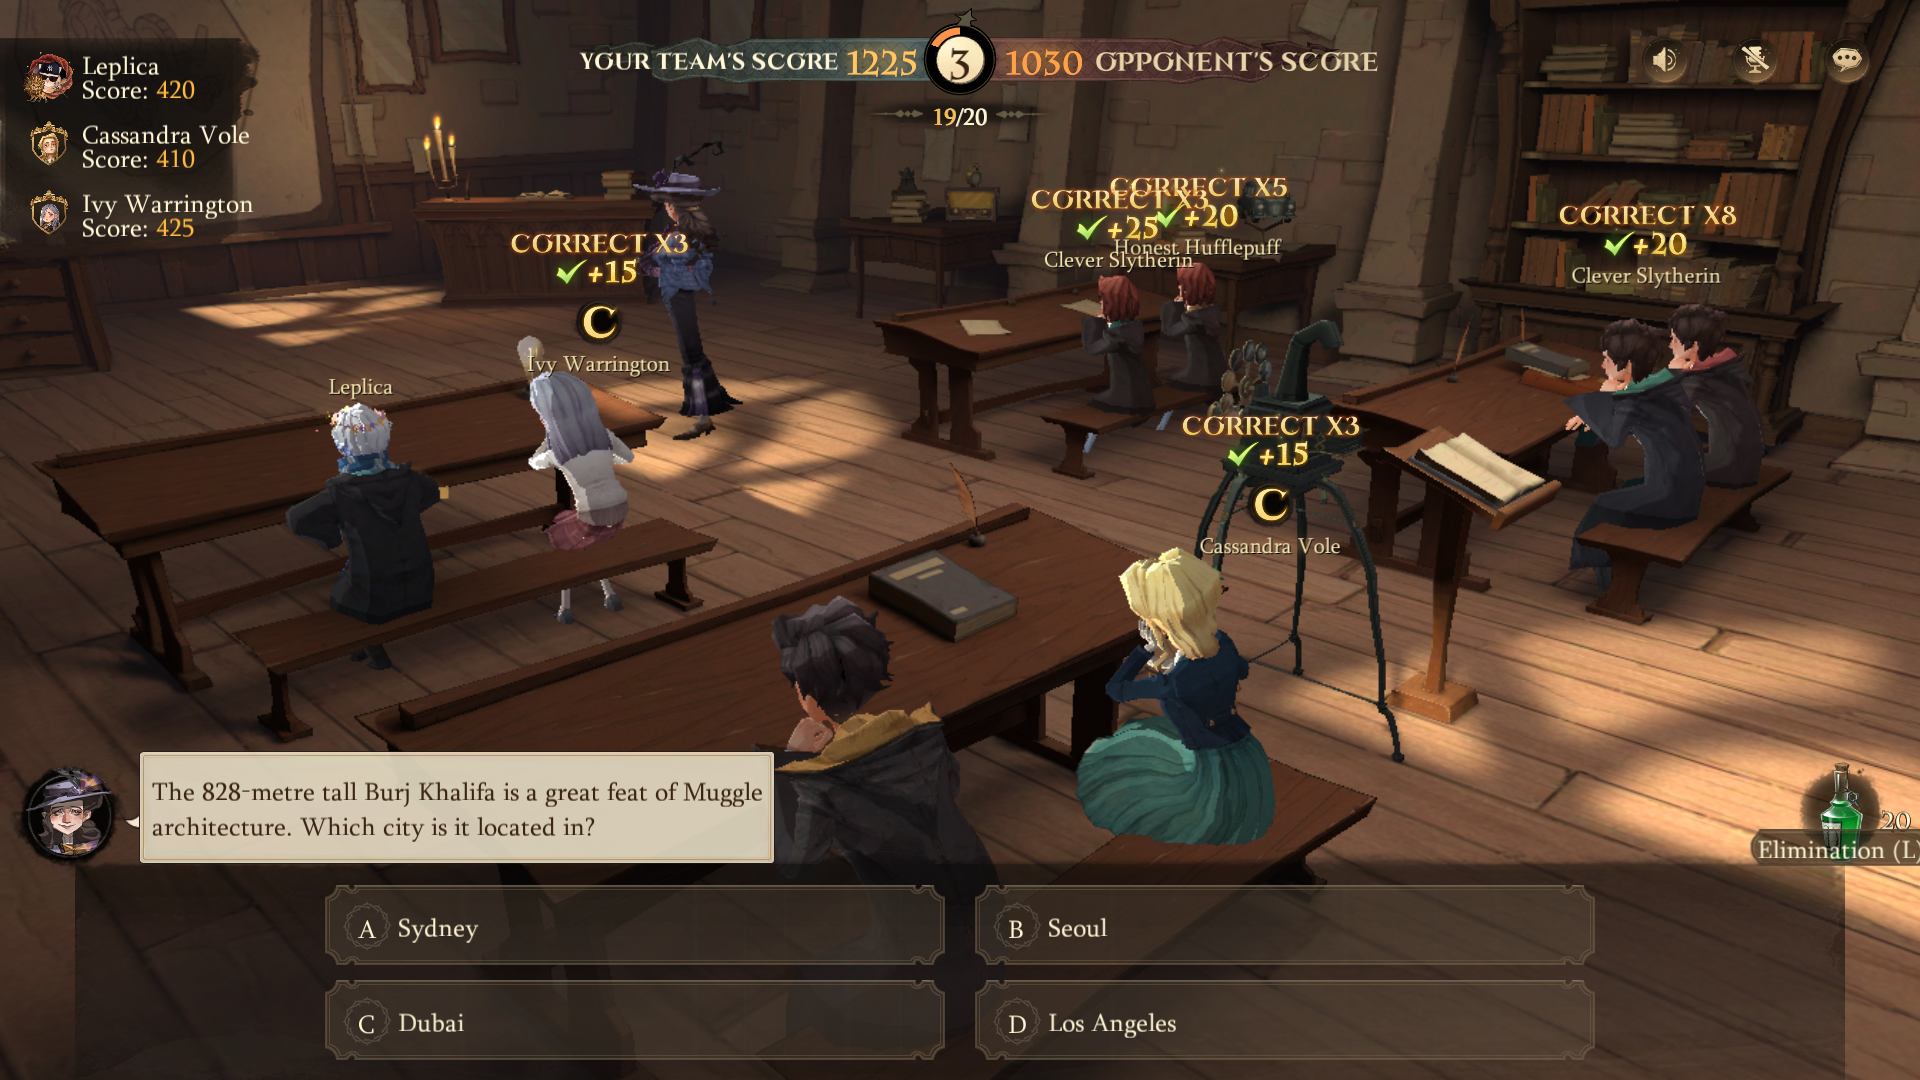 YOUR TEAM'S SCORE 1225 3 1030 OPPONENT'S SCORE
19/20
Leplica
Score: 420
Cassandra Vole
Score: 410
Ivy Warrington
Score: 425
CORRECT X3
+15
C
Ivy Warrington
Leplica
CORRECT X3
+25
Clever Slytherin
CORRECT X5
+20
Honest Hufflepuff
CORRECT X8
+20
Clever Slytherin
CORRECT X3
+15
C
Cassandra Vole
The 828-metre tall Burj Khalifa is a great feat of Muggle
architecture. Which city is it located in?
20
Elimination (L)
A Sydney
B Seoul
C Dubai
D Los Angeles